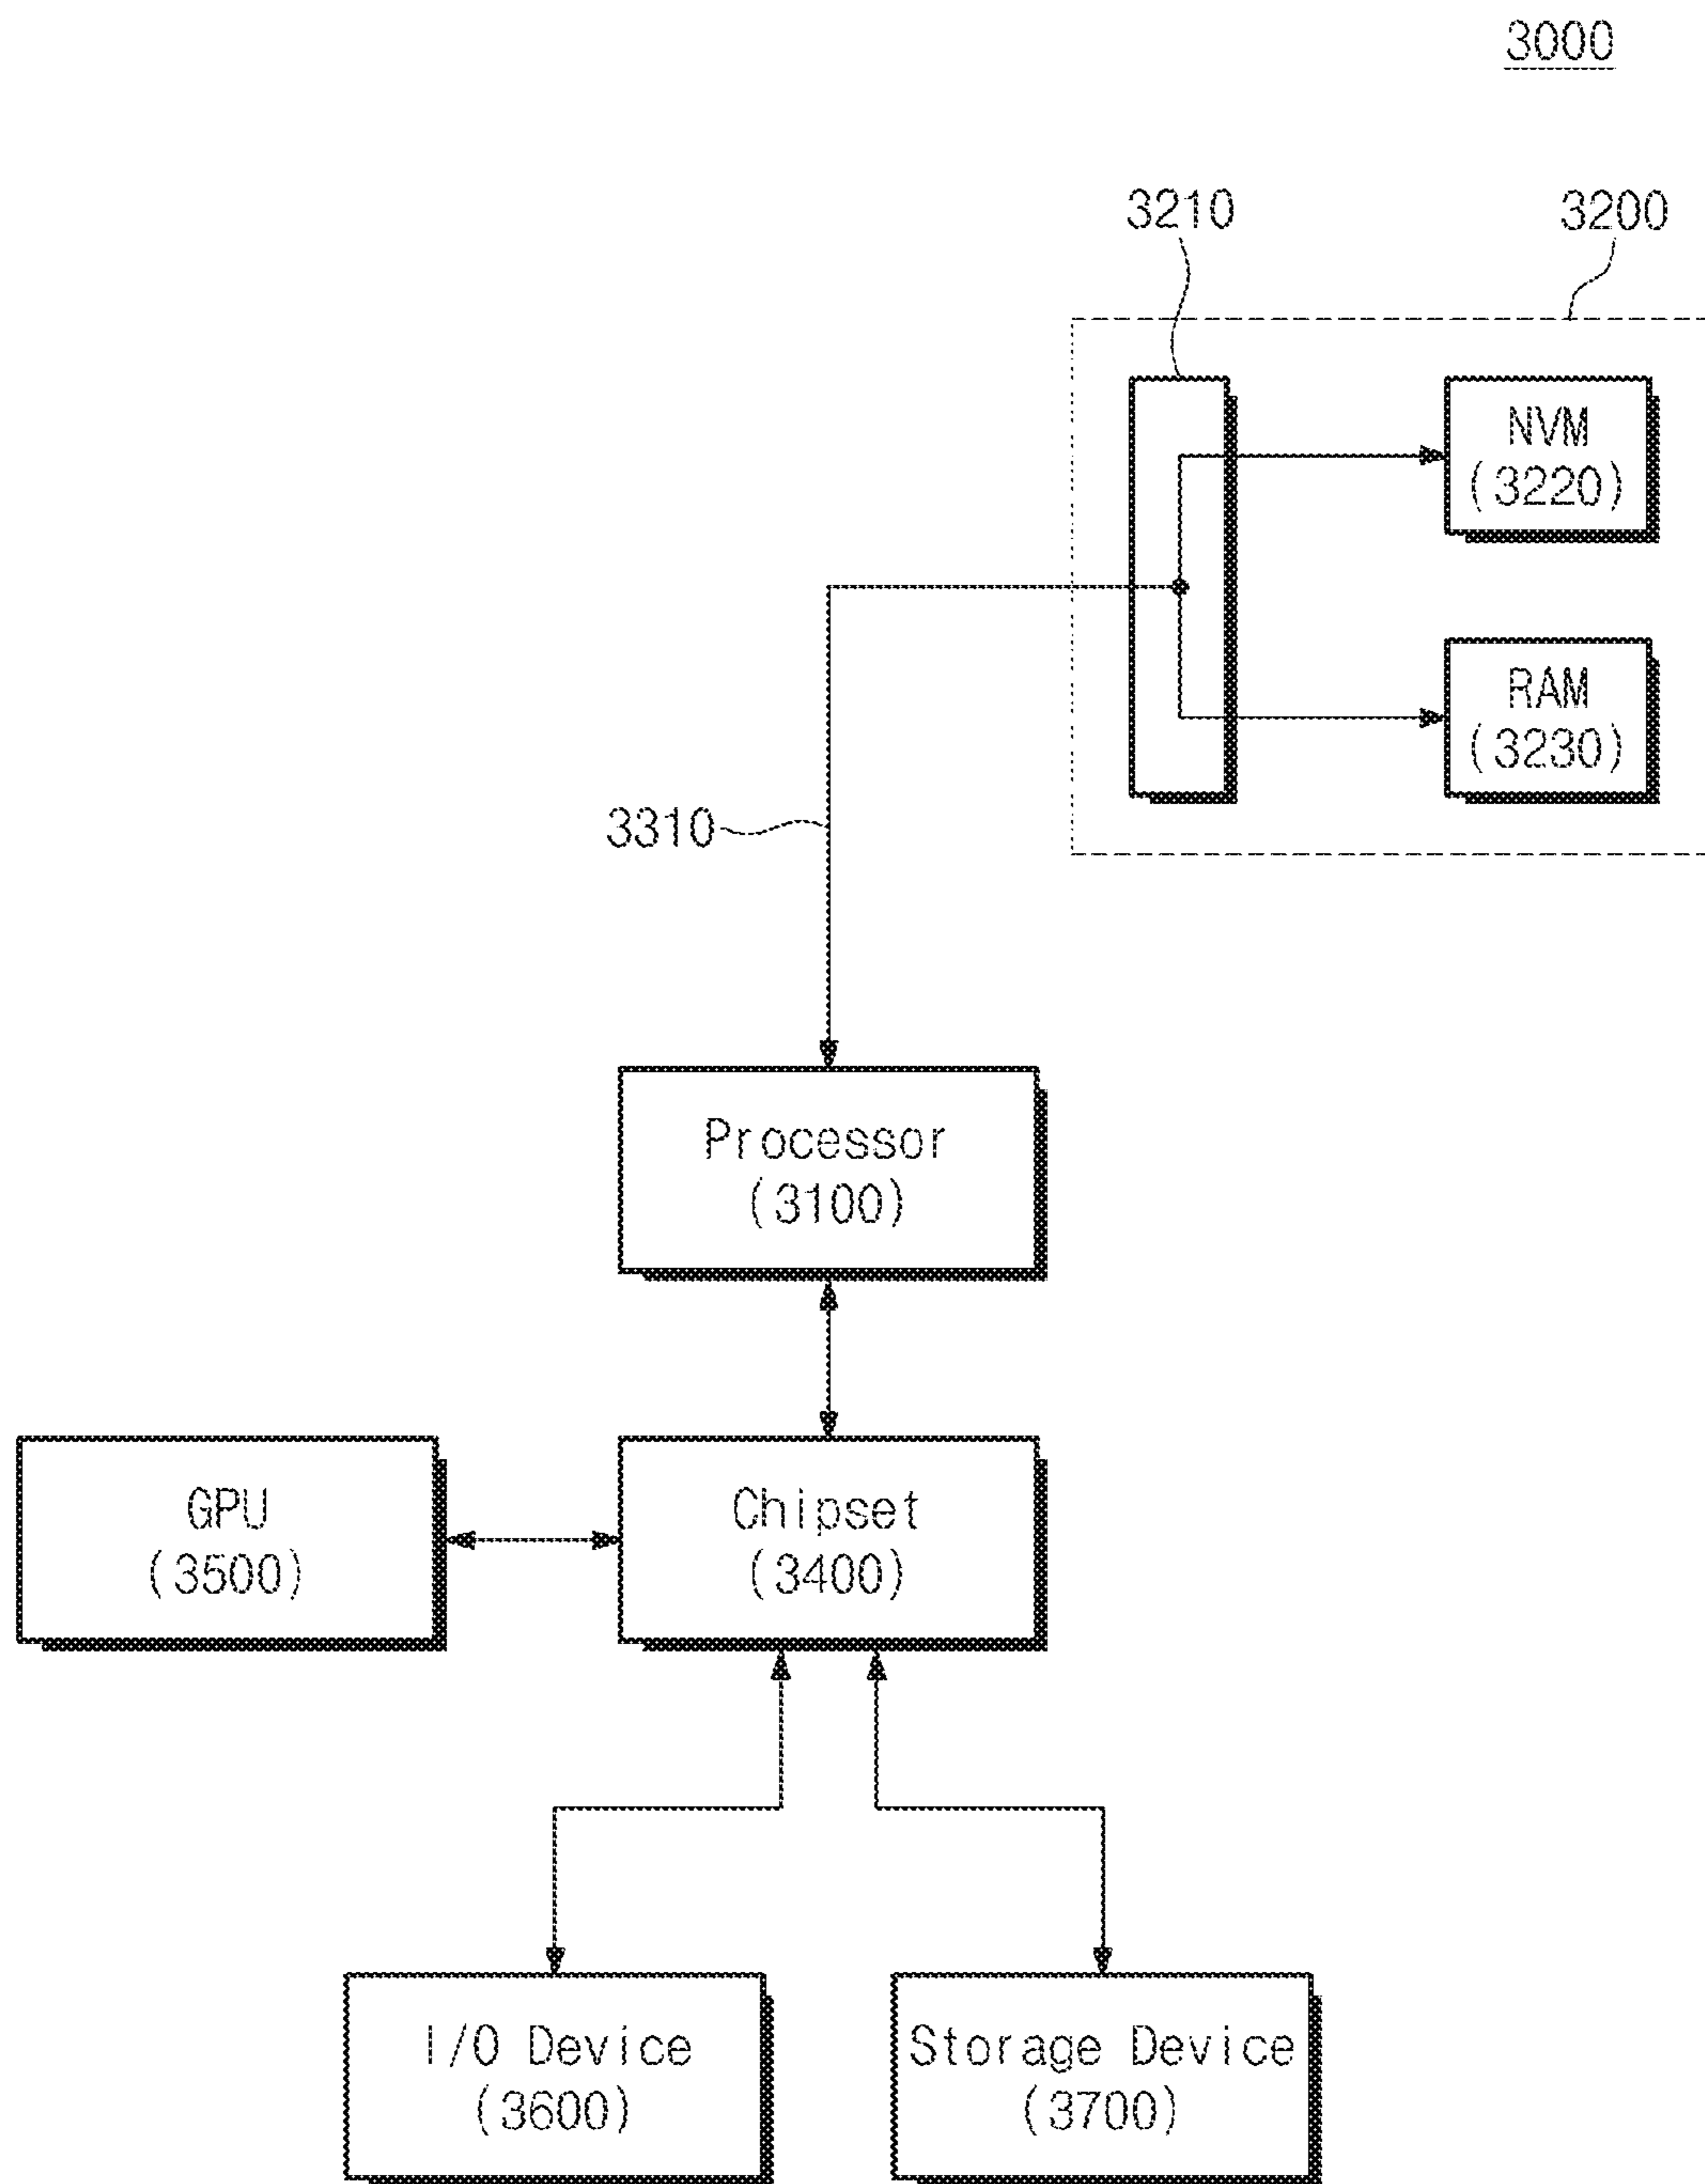 3000
3210
3200
NVM
(3220)
RAM
(3230)
3310
Processor
(3100)
GPU
(3500)
Chipset
(3400)
I/O Device
(3600)
Storage Device
(3700)